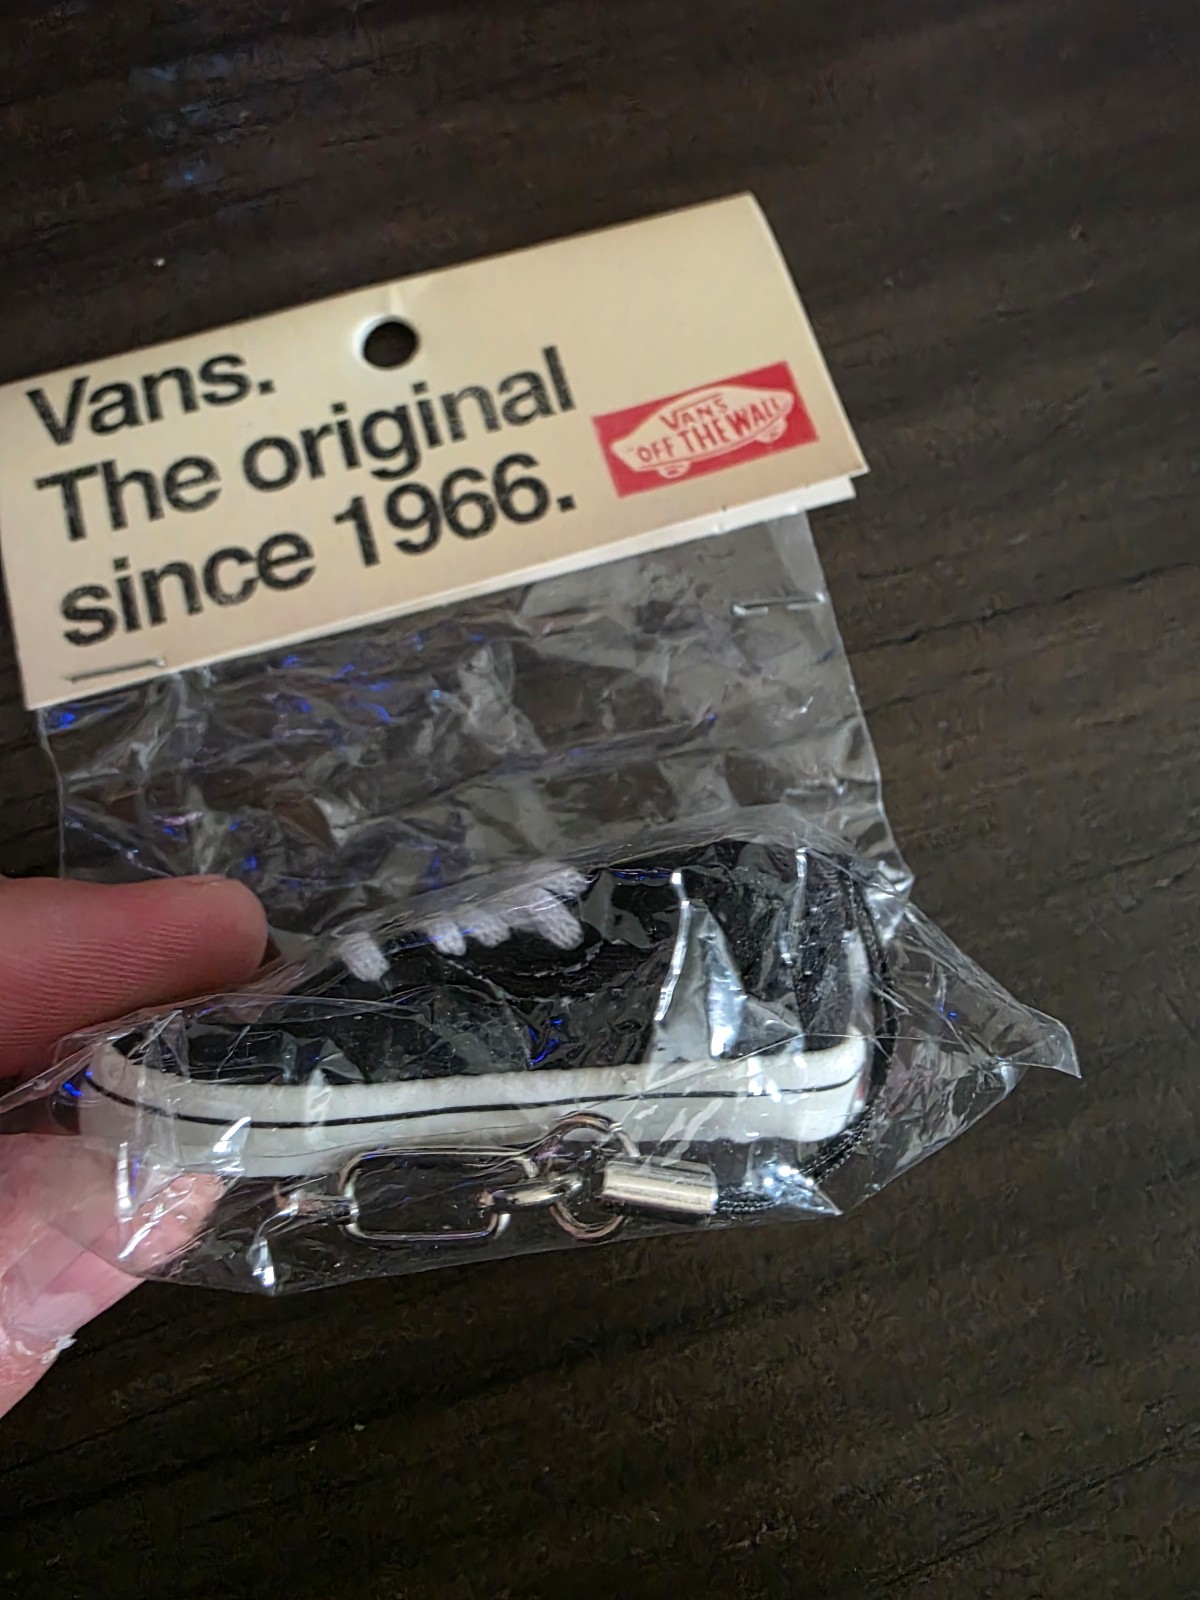 Vans.
The original
since 1966.
VANS
"OFF THE WALL